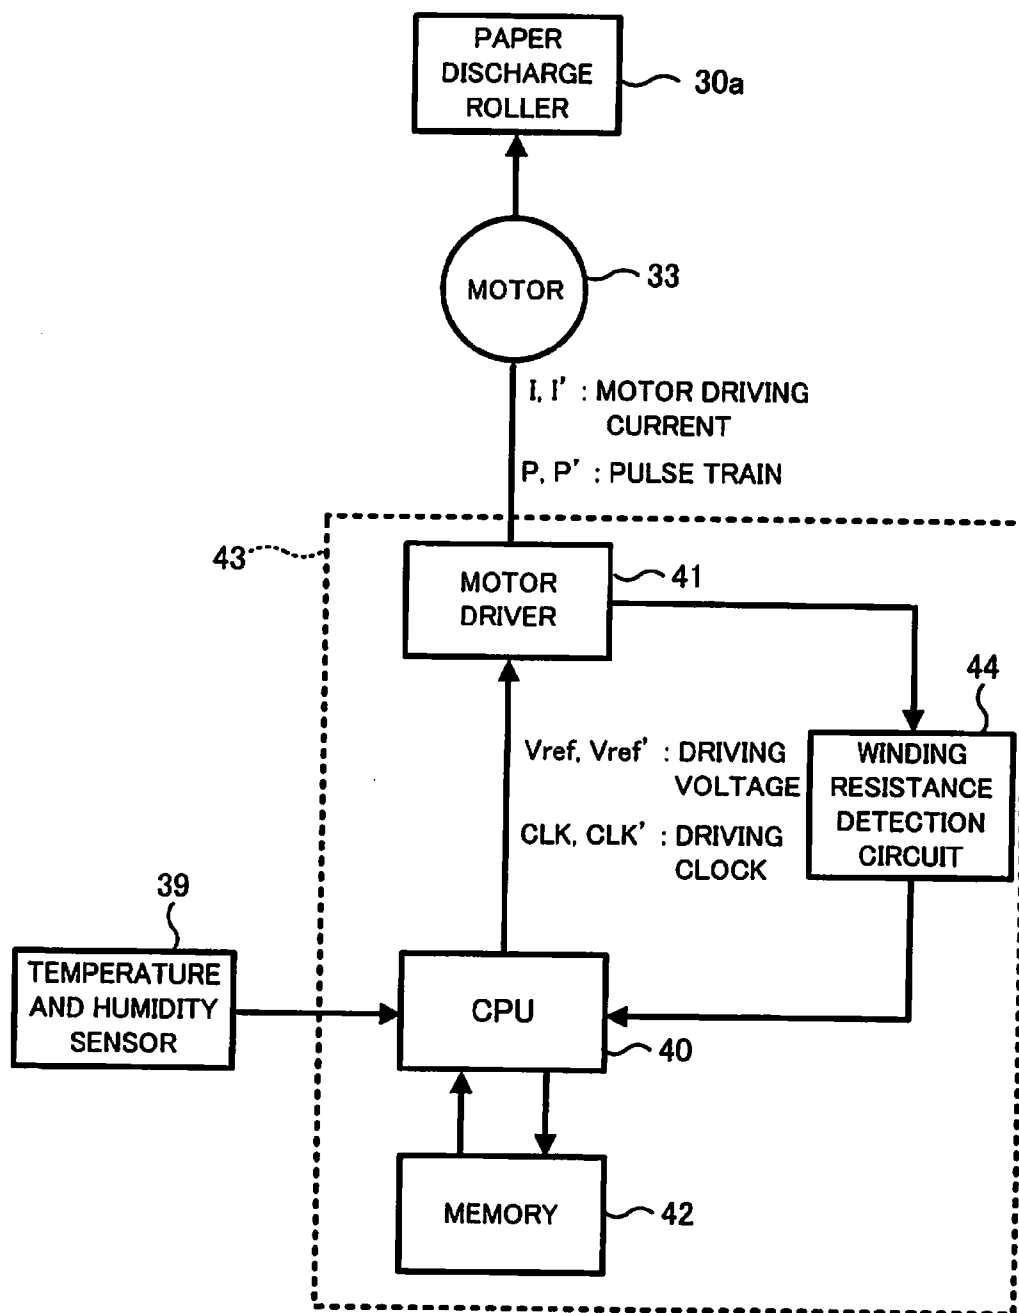 PAPER
DISCHARGE
ROLLER
30a
MOTOR
33
I, I' : MOTOR DRIVING
CURRENT
P, P' : PULSE TRAIN
43
MOTOR
DRIVER
41
44
Vref, Vref' : DRIVING
VOLTAGE
CLK, CLK' : DRIVING
CLOCK
WINDING
RESISTANCE
DETECTION
CIRCUIT
39
TEMPERATURE
AND HUMIDITY
SENSOR
CPU
40
MEMORY
42